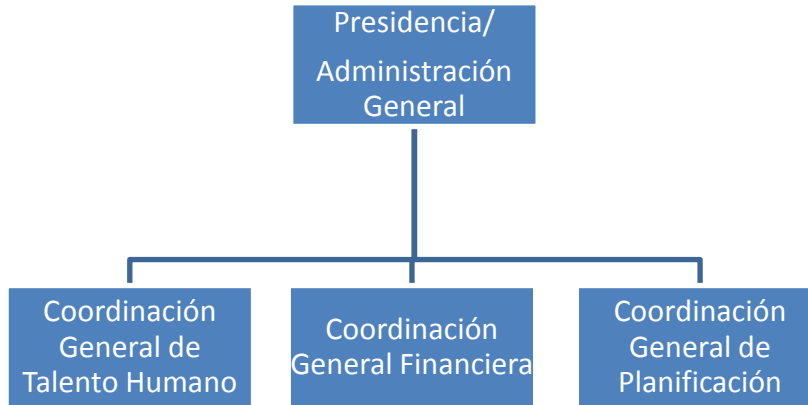 Presidencia/
Administración
General
Coordinación
General de
Talento Humano
Coordinación
General Financiera
Coordinación
General de
Planificación